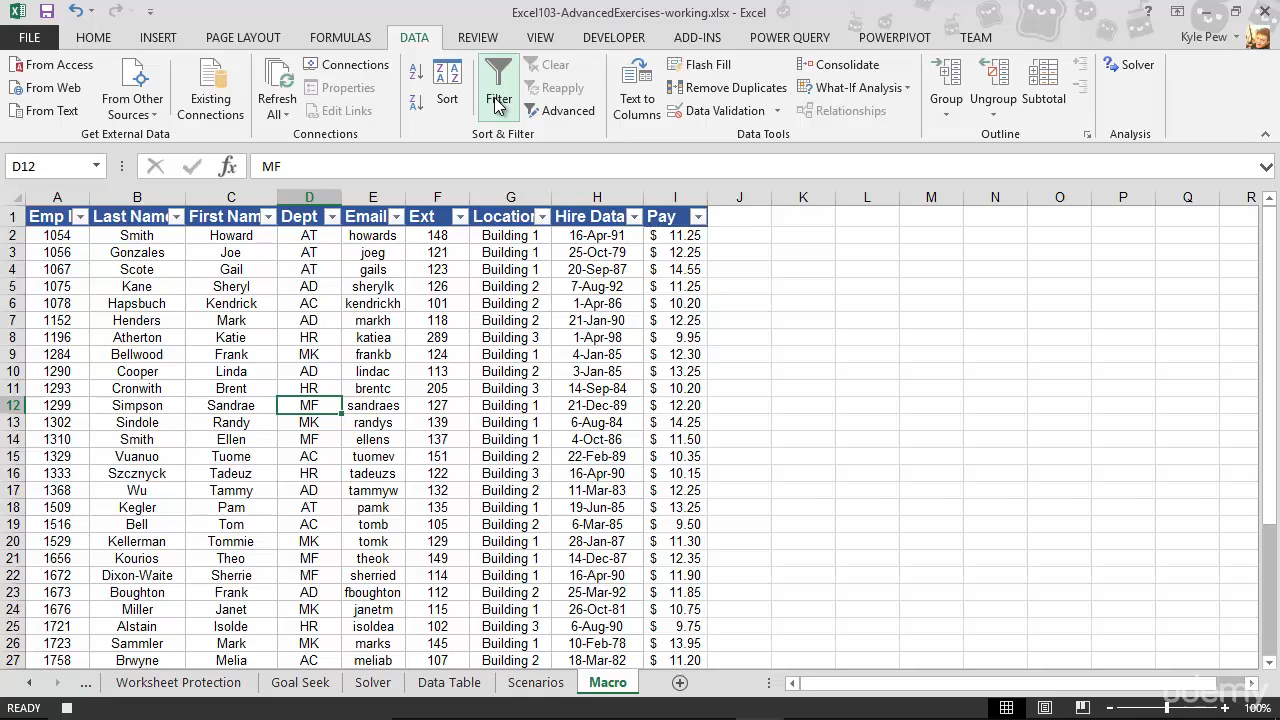 Excel103-AdvancedExercises-working.xlsx - Excel
FILE HOME INSERT PAGE LAYOUT FORMULAS DATA REVIEW VIEW DEVELOPER ADD-INS POWER QUERY POWERPIVOT TEAM Kyle Pew
From Access
From Web
From Text
From Other Sources
Existing Connections
Get External Data
Refresh All
Connections
Properties
Edit Links
Connections
Sort
Filter
Clear
Reapply
Advanced
Sort & Filter
Text to Columns
Flash Fill
Remove Duplicates
Data Validation
Consolidate
What-If Analysis
Relationships
Data Tools
Group
Ungroup
Subtotal
Outline
Solver
Analysis
D12 fx MF
A B C D E F G H I J K L M N O P Q R
1 Emp I Last Name First Nam Dept Email Ext Location Hire Data Pay
2 1054 Smith Howard AT howards 148 Building 1 16-Apr-91 $ 11.25
3 1056 Gonzales Joe AT joeg 121 Building 1 25-Oct-79 $ 12.25
4 1067 Scote Gail AT gails 123 Building 1 20-Sep-87 $ 14.55
5 1075 Kane Sheryl AD sherylk 126 Building 2 7-Aug-92 $ 11.25
6 1078 Hapsbuch Kendrick AC kendrickh 101 Building 2 1-Apr-86 $ 10.20
7 1152 Henders Mark AD markh 118 Building 2 21-Jan-90 $ 12.25
8 1196 Atherton Katie HR katiea 289 Building 3 1-Apr-98 $ 9.95
9 1284 Bellwood Frank MK frankb 124 Building 1 4-Jan-85 $ 12.30
10 1290 Cooper Linda AD lindac 113 Building 2 3-Jan-85 $ 13.25
11 1293 Cronwith Brent HR brentc 205 Building 3 14-Sep-84 $ 10.20
12 1299 Simpson Sandrae MF sandraes 127 Building 1 21-Dec-89 $ 12.20
13 1302 Sindole Randy MK randys 139 Building 1 6-Aug-84 $ 14.25
14 1310 Smith Ellen MF ellens 137 Building 1 4-Oct-86 $ 11.50
15 1329 Vuanuo Tuome AC tuomev 151 Building 2 22-Feb-89 $ 10.35
16 1333 Szcznyck Tadeuz HR tadeuzs 122 Building 3 16-Apr-90 $ 10.15
17 1368 Wu Tammy AD tammyw 132 Building 2 11-Mar-83 $ 12.25
18 1509 Kegler Pam AT pamk 135 Building 1 19-Jun-85 $ 13.25
19 1516 Bell Tom AC tomb 105 Building 2 6-Mar-85 $ 9.50
20 1529 Kellerman Tommie MK tomk 129 Building 1 28-Jan-87 $ 11.30
21 1656 Kourios Theo MF theok 149 Building 1 14-Dec-87 $ 12.35
22 1672 Dixon-Waite Sherrie MF sherried 114 Building 1 16-Apr-90 $ 11.90
23 1673 Boughton Frank AD fboughton 112 Building 2 25-Mar-92 $ 11.85
24 1676 Miller Janet MK janetm 115 Building 1 26-Oct-81 $ 10.75
25 1721 Alstain Isolde HR isoldea 102 Building 3 6-Aug-90 $ 9.75
26 1723 Sammler Mark MK marks 145 Building 1 10-Feb-78 $ 13.95
27 1758 Brwyne Melia AC meliab 107 Building 2 18-Mar-82 $ 11.20
... Worksheet Protection Goal Seek Solver Data Table Scenarios Macro
udemy
READY 100%